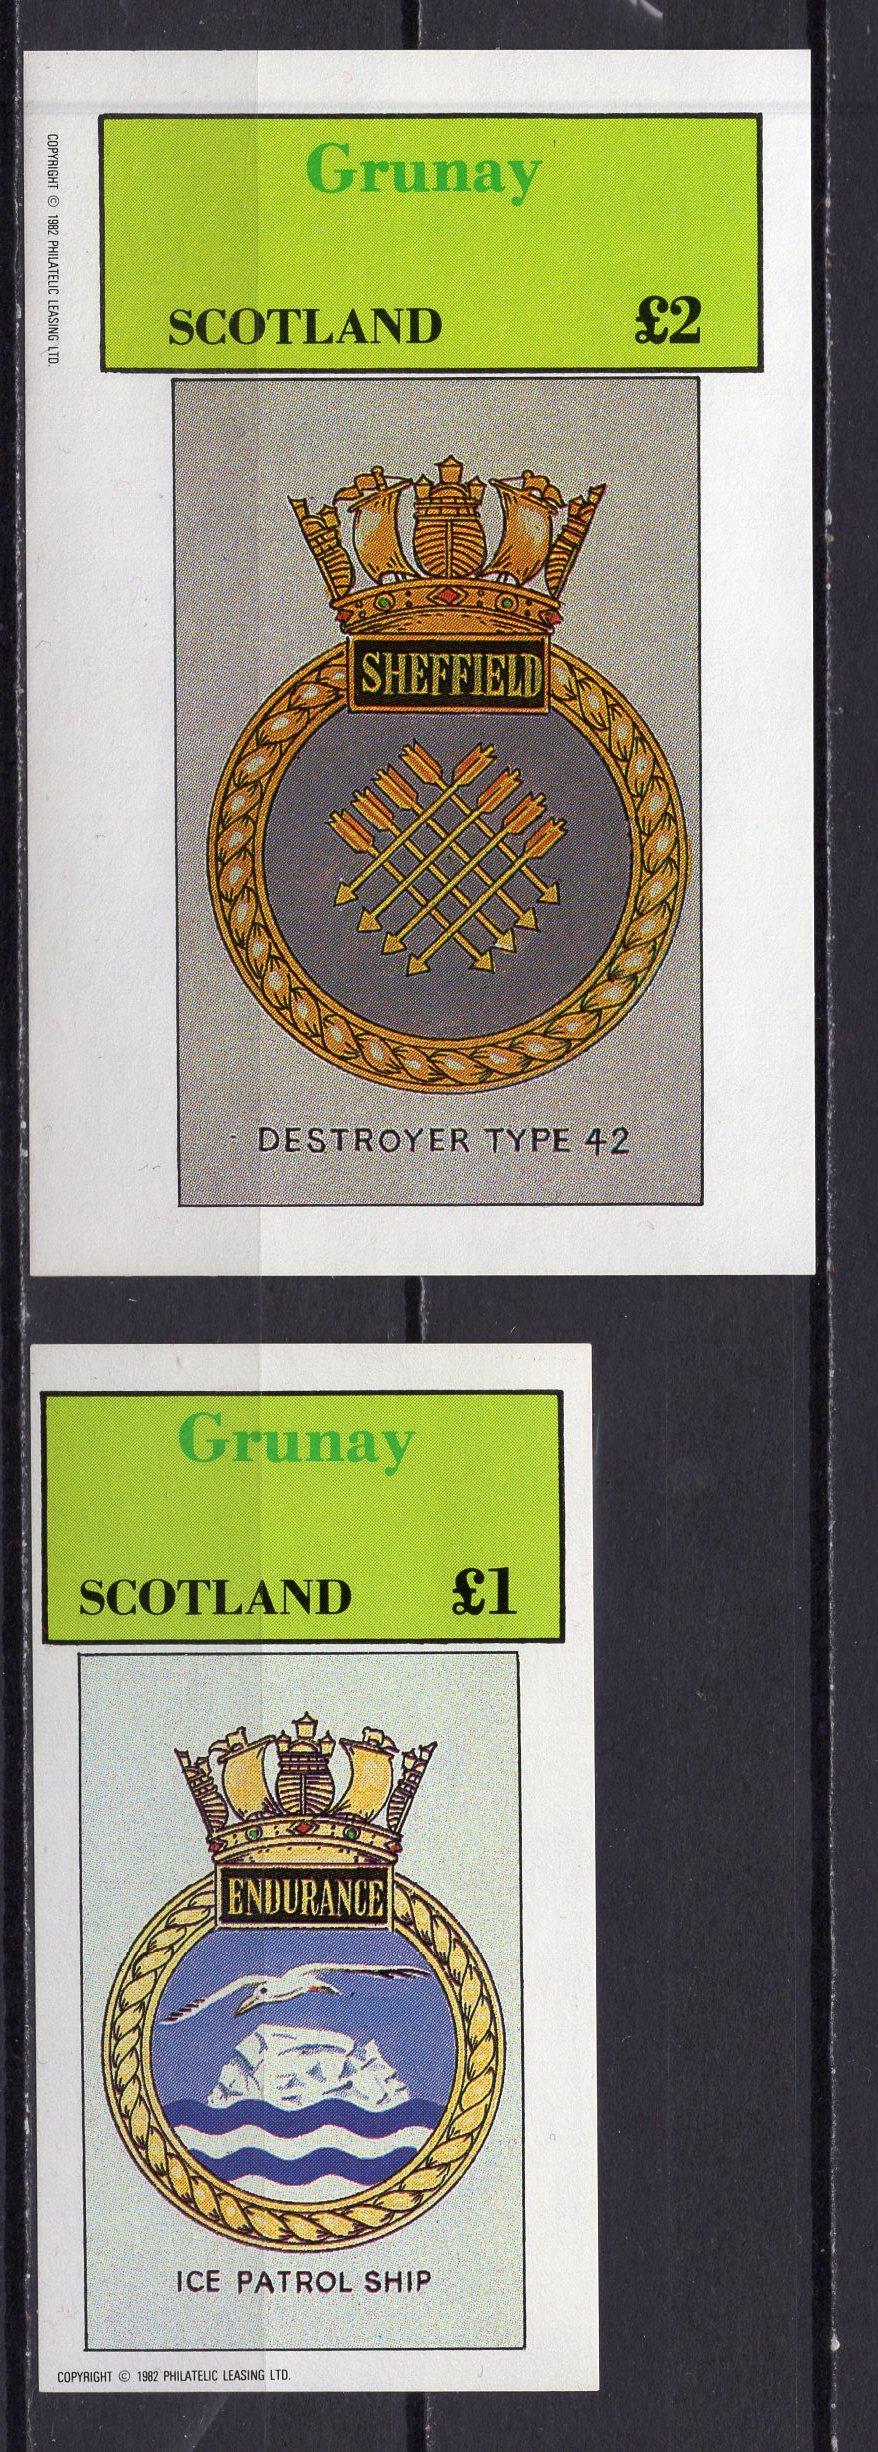 COPYRIGHT © 1982 PHILATELIC LEASING LTD.
Grunay
SCOTLAND £2
SHEFFIELD
DESTROYER TYPE 42
Grunay
SCOTLAND £1
ENDURANCE
ICE PATROL SHIP
COPYRIGHT © 1982 PHILATELIC LEASING LTD.